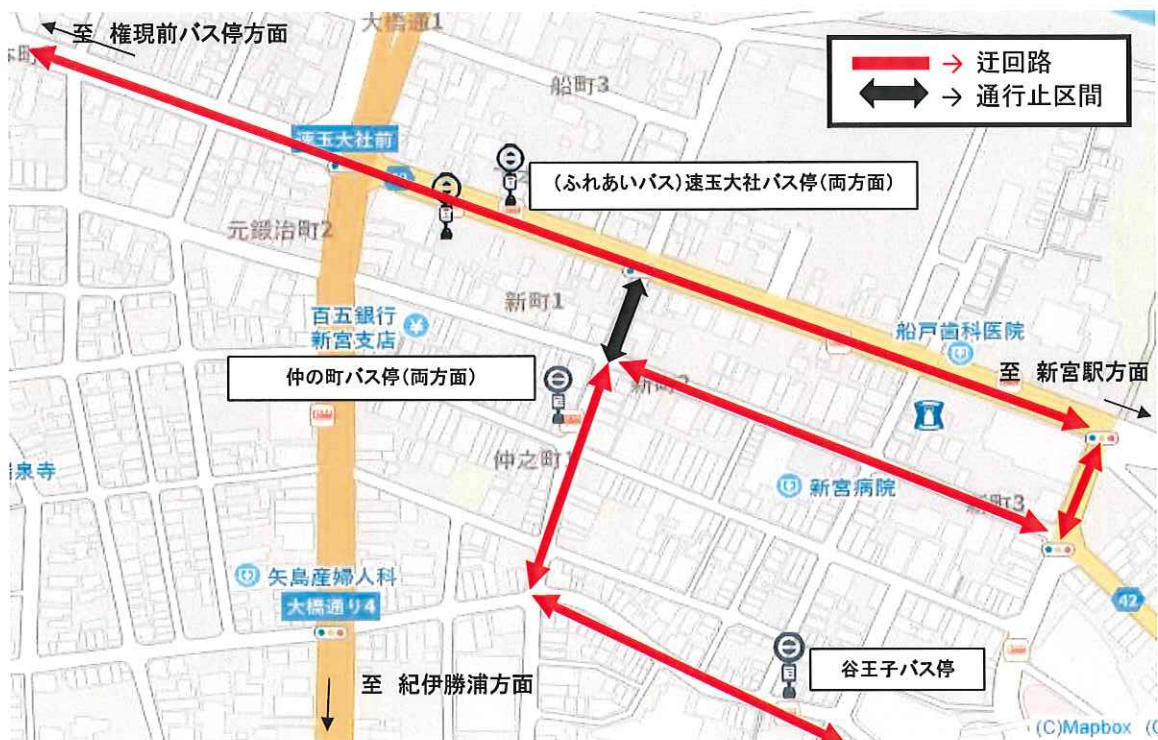 至 権現前バス停方面
大橋通1
船町3
→ 迂回路
→ 通行止区間
速玉大社前
(ふれあいバス)速玉大社バス停(両方面)
元鍛治町2
新町1
百五銀行
新宮支店
船戸歯科医院
仲の町バス停(両方面)
新町2
至 新宮駅方面
仲之町1
泉寺
新宮病院
新町3
矢島産婦人科
大橋通り4
42
谷王子バス停
至 紀伊勝浦方面
(C)Mapbox